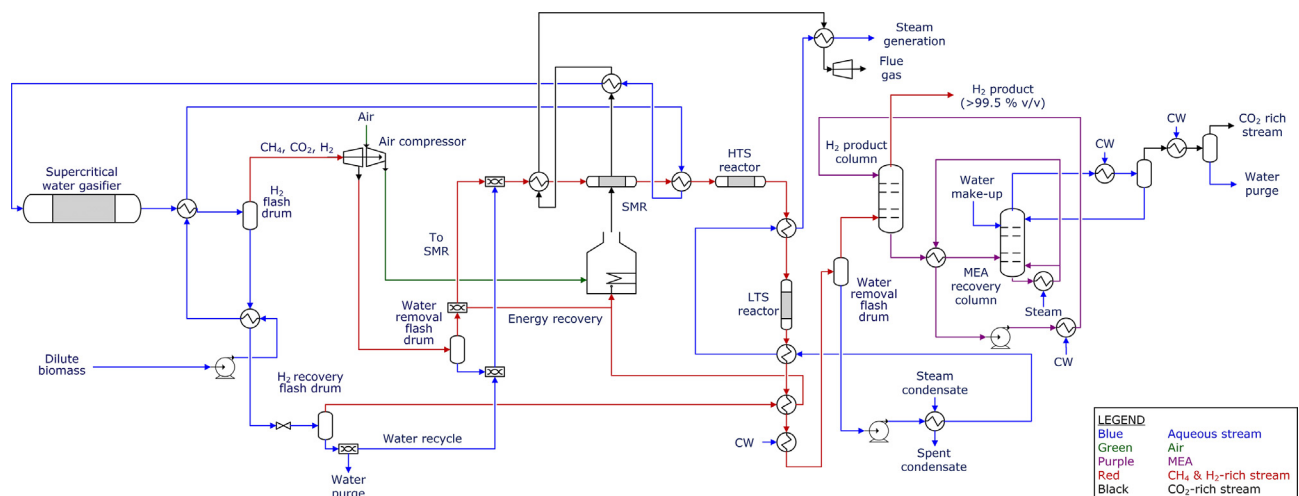 Steam
generation
Flue
gas
H₂ product
(>99.5 % v/v)
Air
CH₄, CO₂, H₂
Air compressor
Supercritical
water gasifier
H₂
flash drum
HTS
reactor
SMR
H₂ product
column
CW
CW
CO₂ rich
stream
Water
make-up
Water
purge
To
SMR
Water
removal
flash
drum
Energy recovery
LTS
reactor
Water
removal
flash
drum
MEA
recovery
column
Steam
CW
Dilute
biomass
H₂ recovery
flash drum
Water recycle
Water
purge
CW
Steam
condensate
Spent
condensate
LEGEND
Blue Aqueous stream
Green Air
Purple MEA
Red CH₄ & H₂-rich stream
Black CO₂-rich stream